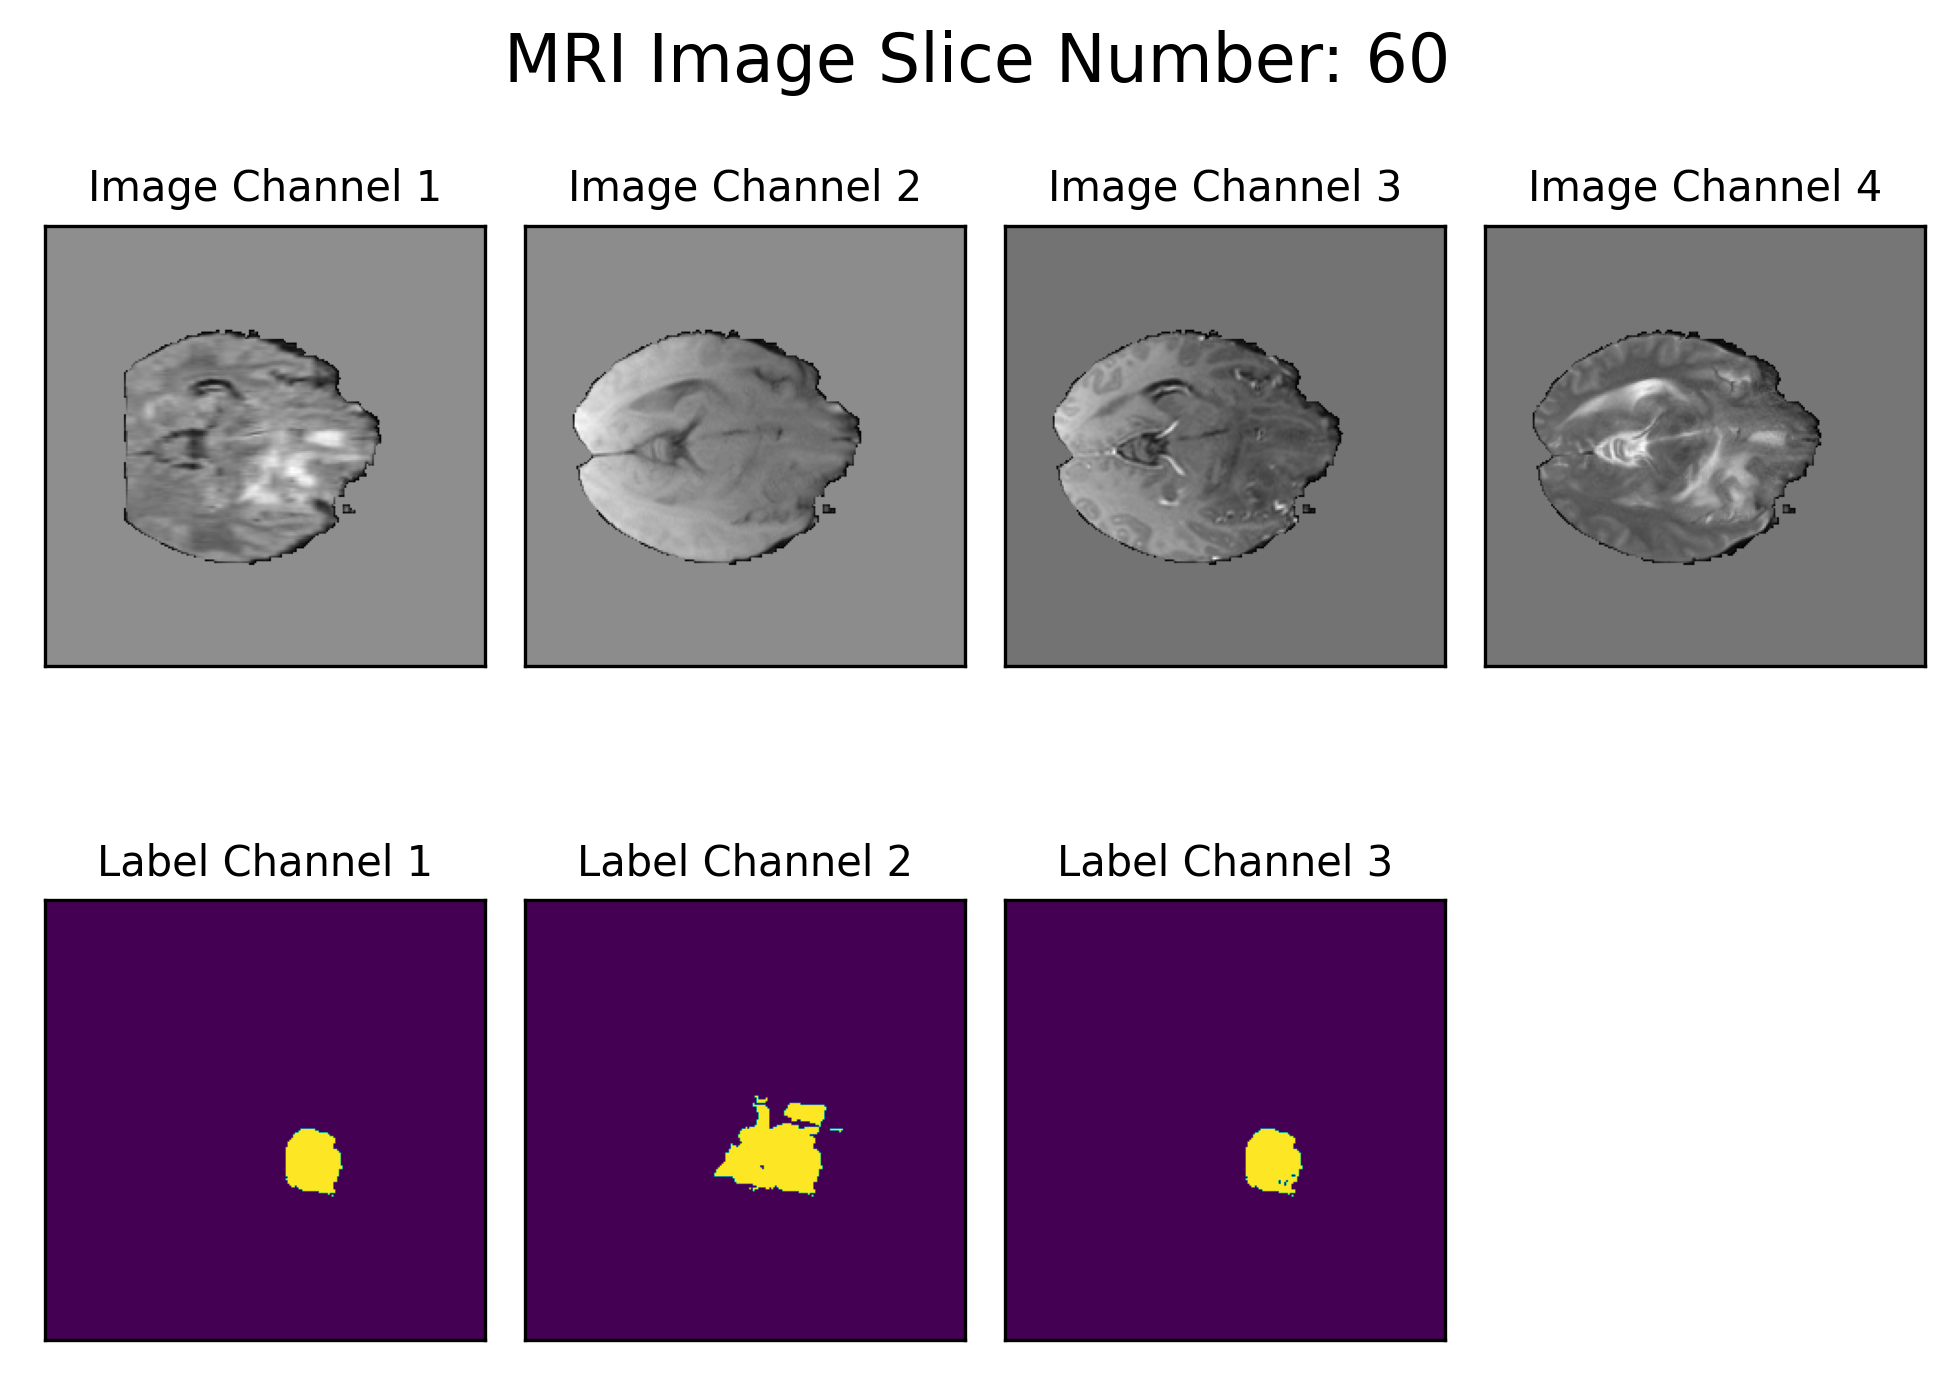 MRI Image Slice Number: 60
Image Channel 1
Image Channel 2
Image Channel 3
Image Channel 4
Label Channel 1
Label Channel 2
Label Channel 3